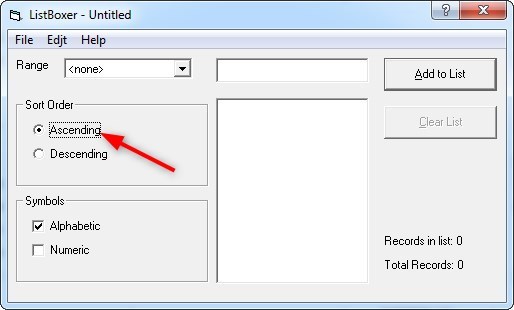 ListBoxer - Untitled
File Edjt Help
Range <none> Add to List
Sort Order
Ascending
Descending
Clear List
Symbols
Alphabetic
Numeric
Records in list: 0
Total Records: 0